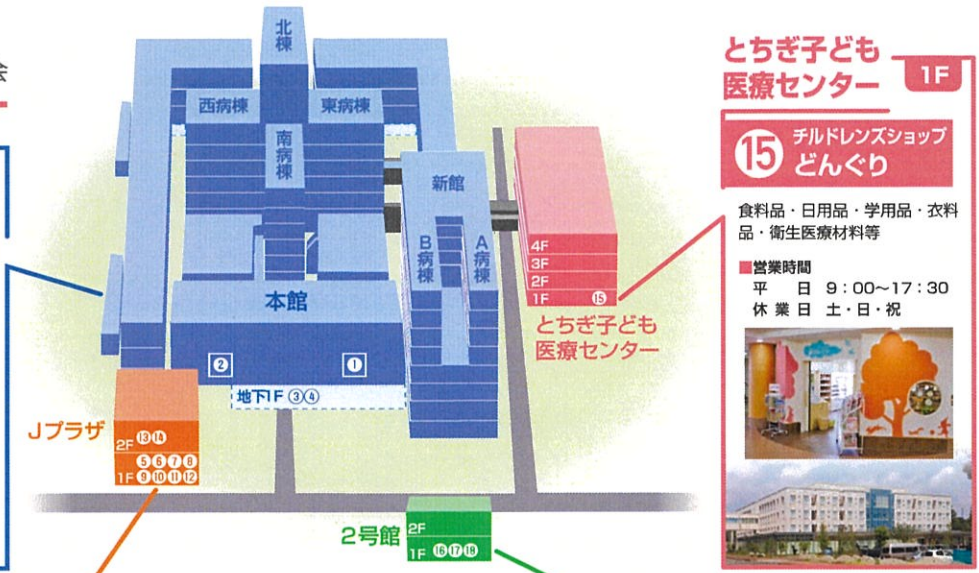 会
北棟
西病棟
東病棟
南病棟
新館
B病棟
A病棟
本館
② ①
地下1F ③④
Jプラザ
2F ⑬⑭
⑤⑥⑦⑧
1F ⑨⑩⑪⑫
2号館
2F
1F ⑯⑰⑱
4F
3F
2F
1F ⑮
とちぎ子ども
医療センター
とちぎ子ども
医療センター 1F
⑮ チルドレンズショップ
どんぐり
食料品・日用品・学用品・衣料
品・衛生医療材料等
■営業時間
平 日 9：00〜17：30
休業日 土・日・祝